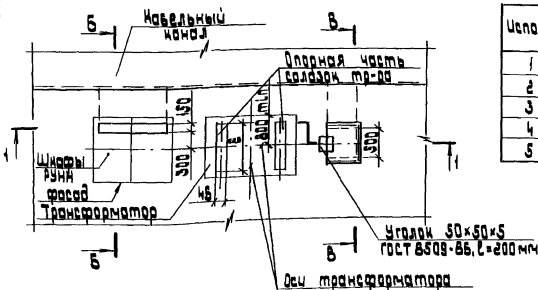 Б
Кабельный
канал
В
Опорная часть
салазок тр-ра
Испо
1
2
3
4
5
150
300
800 min
500
1
1
Шкафы
РУНН
фасад
Трансформатор
45
Уголок 50×50×5
ГОСТ 8509-86, ℓ=200 мм
Б
В
Оси трансформатора